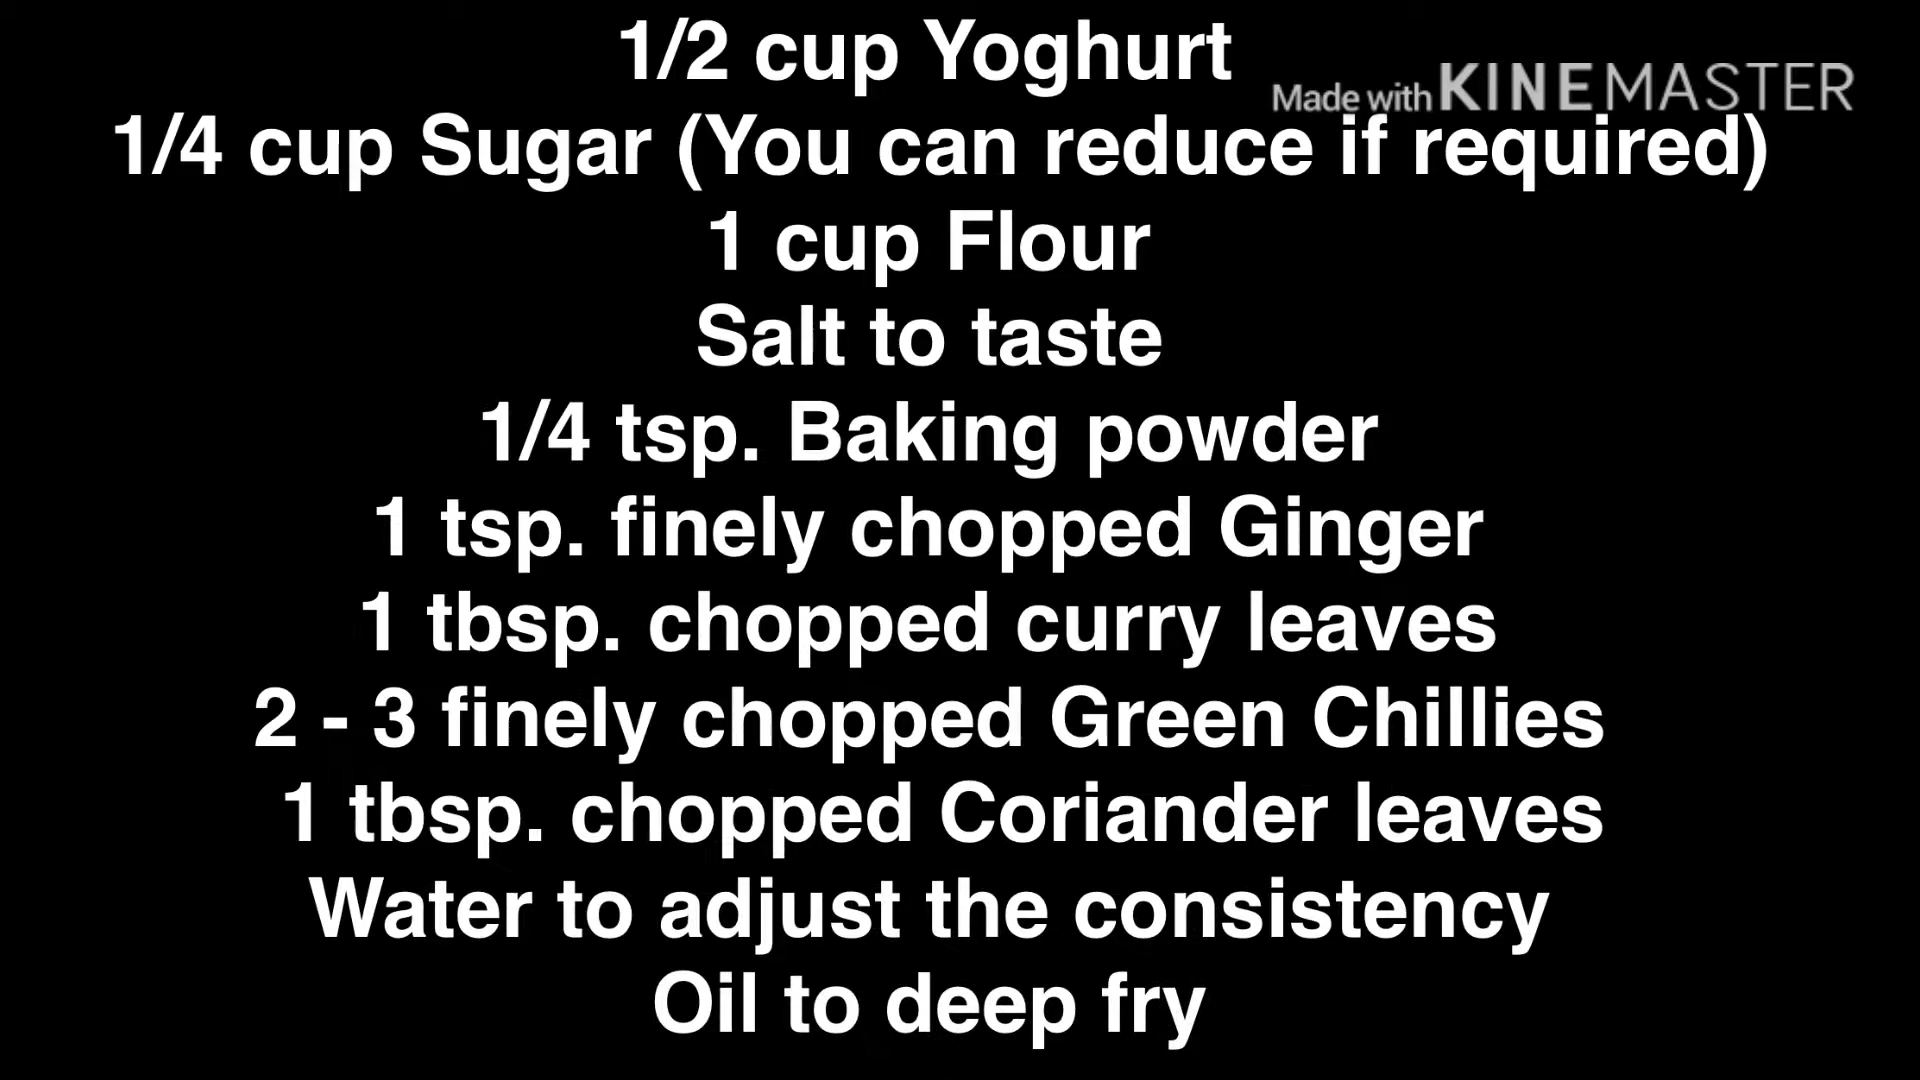 1/2 cup Yoghurt
Made with KINEMASTER
1/4 cup Sugar (You can reduce if required)
1 cup Flour
Salt to taste
1/4 tsp. Baking powder
1 tsp. finely chopped Ginger
1 tbsp. chopped curry leaves
2 - 3 finely chopped Green Chillies
1 tbsp. chopped Coriander leaves
Water to adjust the consistency
Oil to deep fry